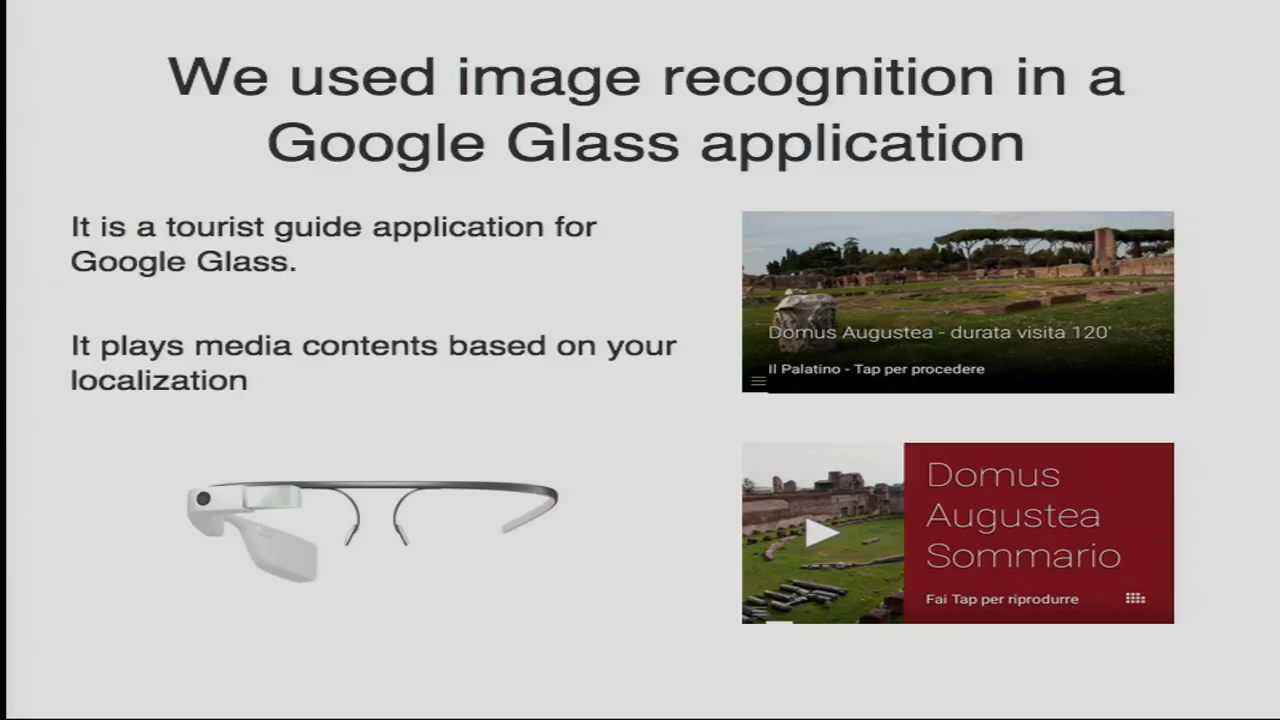 We used image recognition in a
Google Glass application
It is a tourist guide application for
Google Glass.
It plays media contents based on your
localization
Domus Augustea - durata visita 120'
Il Palatino - Tap per procedere
Domus
Augustea
Sommario
Fai Tap per riprodurre